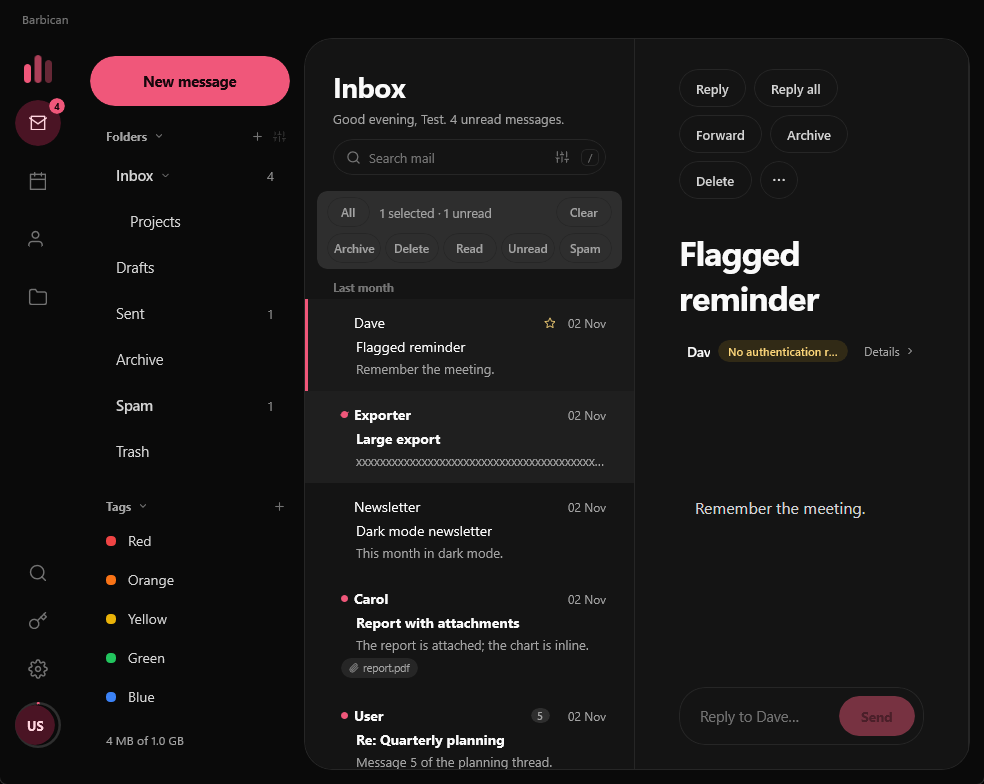 Barbican
4
New message
Folders
Inbox 4
Projects
Drafts
Sent 1
Archive
Spam 1
Trash
Tags
Red
Orange
Yellow
Green
Blue
US
4 MB of 1.0 GB
Inbox
Good evening, Test. 4 unread messages.
Search mail /
All 1 selected · 1 unread Clear
Archive Delete Read Unread Spam
Last month
Dave 02 Nov
Flagged reminder
Remember the meeting.
Exporter 02 Nov
Large export
Newsletter 02 Nov
Dark mode newsletter
This month in dark mode.
Carol 02 Nov
Report with attachments
The report is attached; the chart is inline.
report.pdf
User 5 02 Nov
Re: Quarterly planning
Message 5 of the planning thread.
Reply Reply all
Forward Archive
Delete ···
Flagged
reminder
Dav No authentication r... Details
Remember the meeting.
Reply to Dave... Send